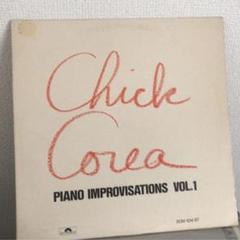 Chick
Corea
PIANO IMPROVISATIONS VOL.1